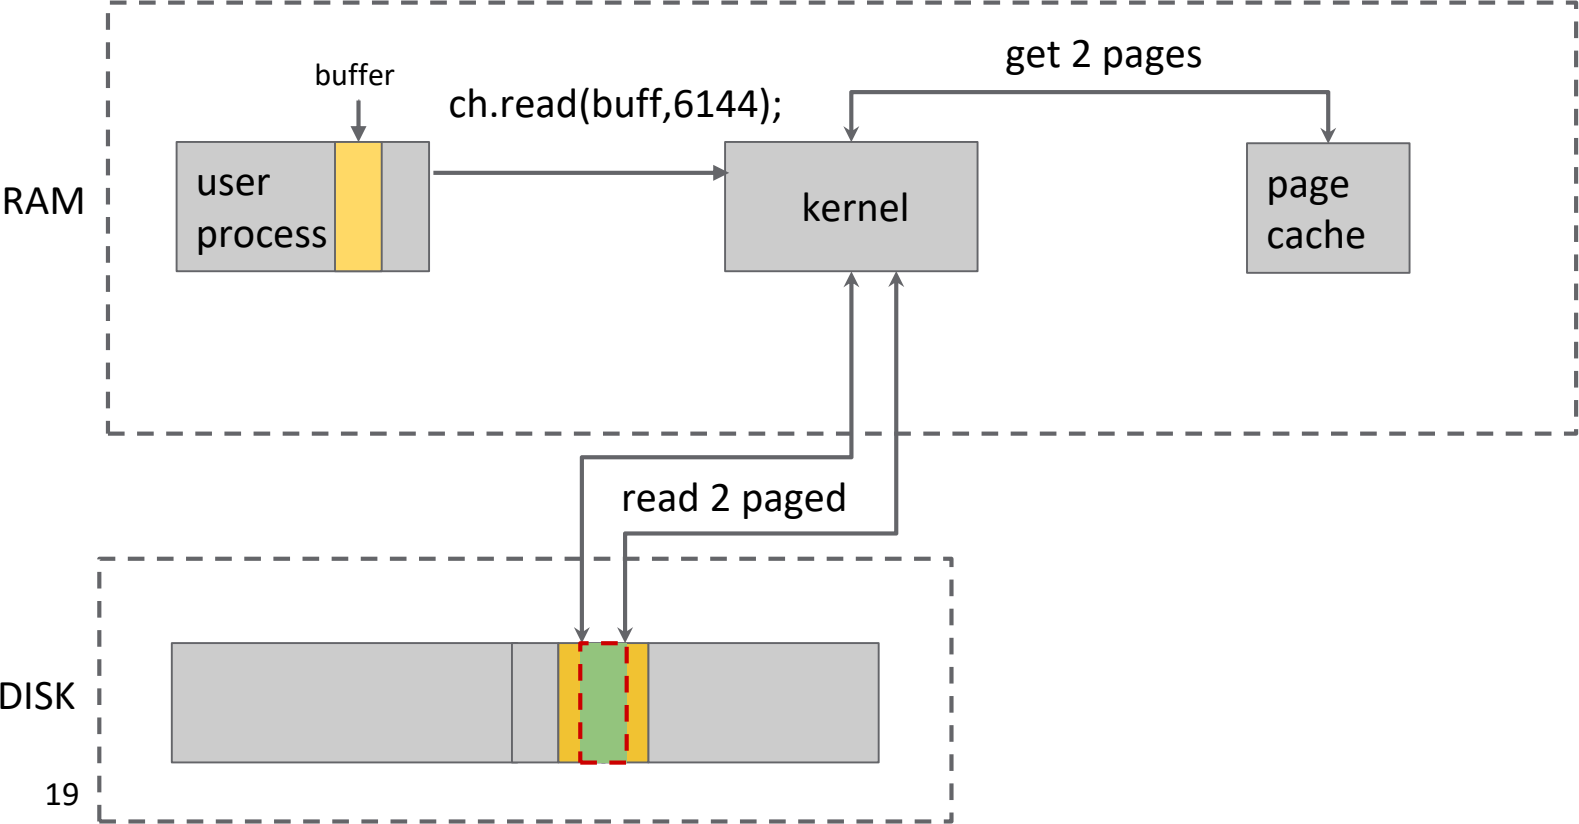 get 2 pages
buffer
ch.read(buff,6144);
RAM
user
process
kernel
page
cache
read 2 paged
DISK
19